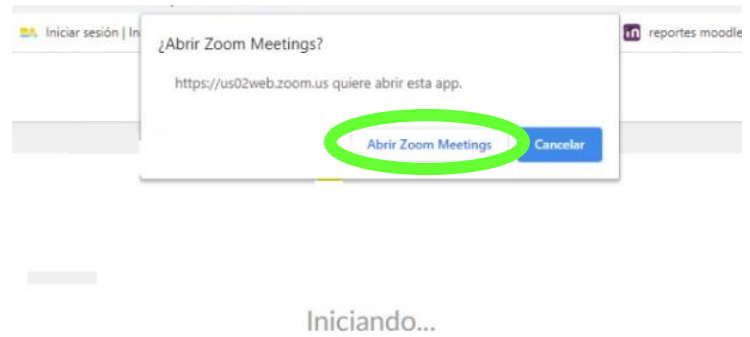 Iniciar sesión | In
reportes moodle
¿Abrir Zoom Meetings?
https://us02web.zoom.us quiere abrir esta app.
Abrir Zoom Meetings
Cancelar
Iniciando...